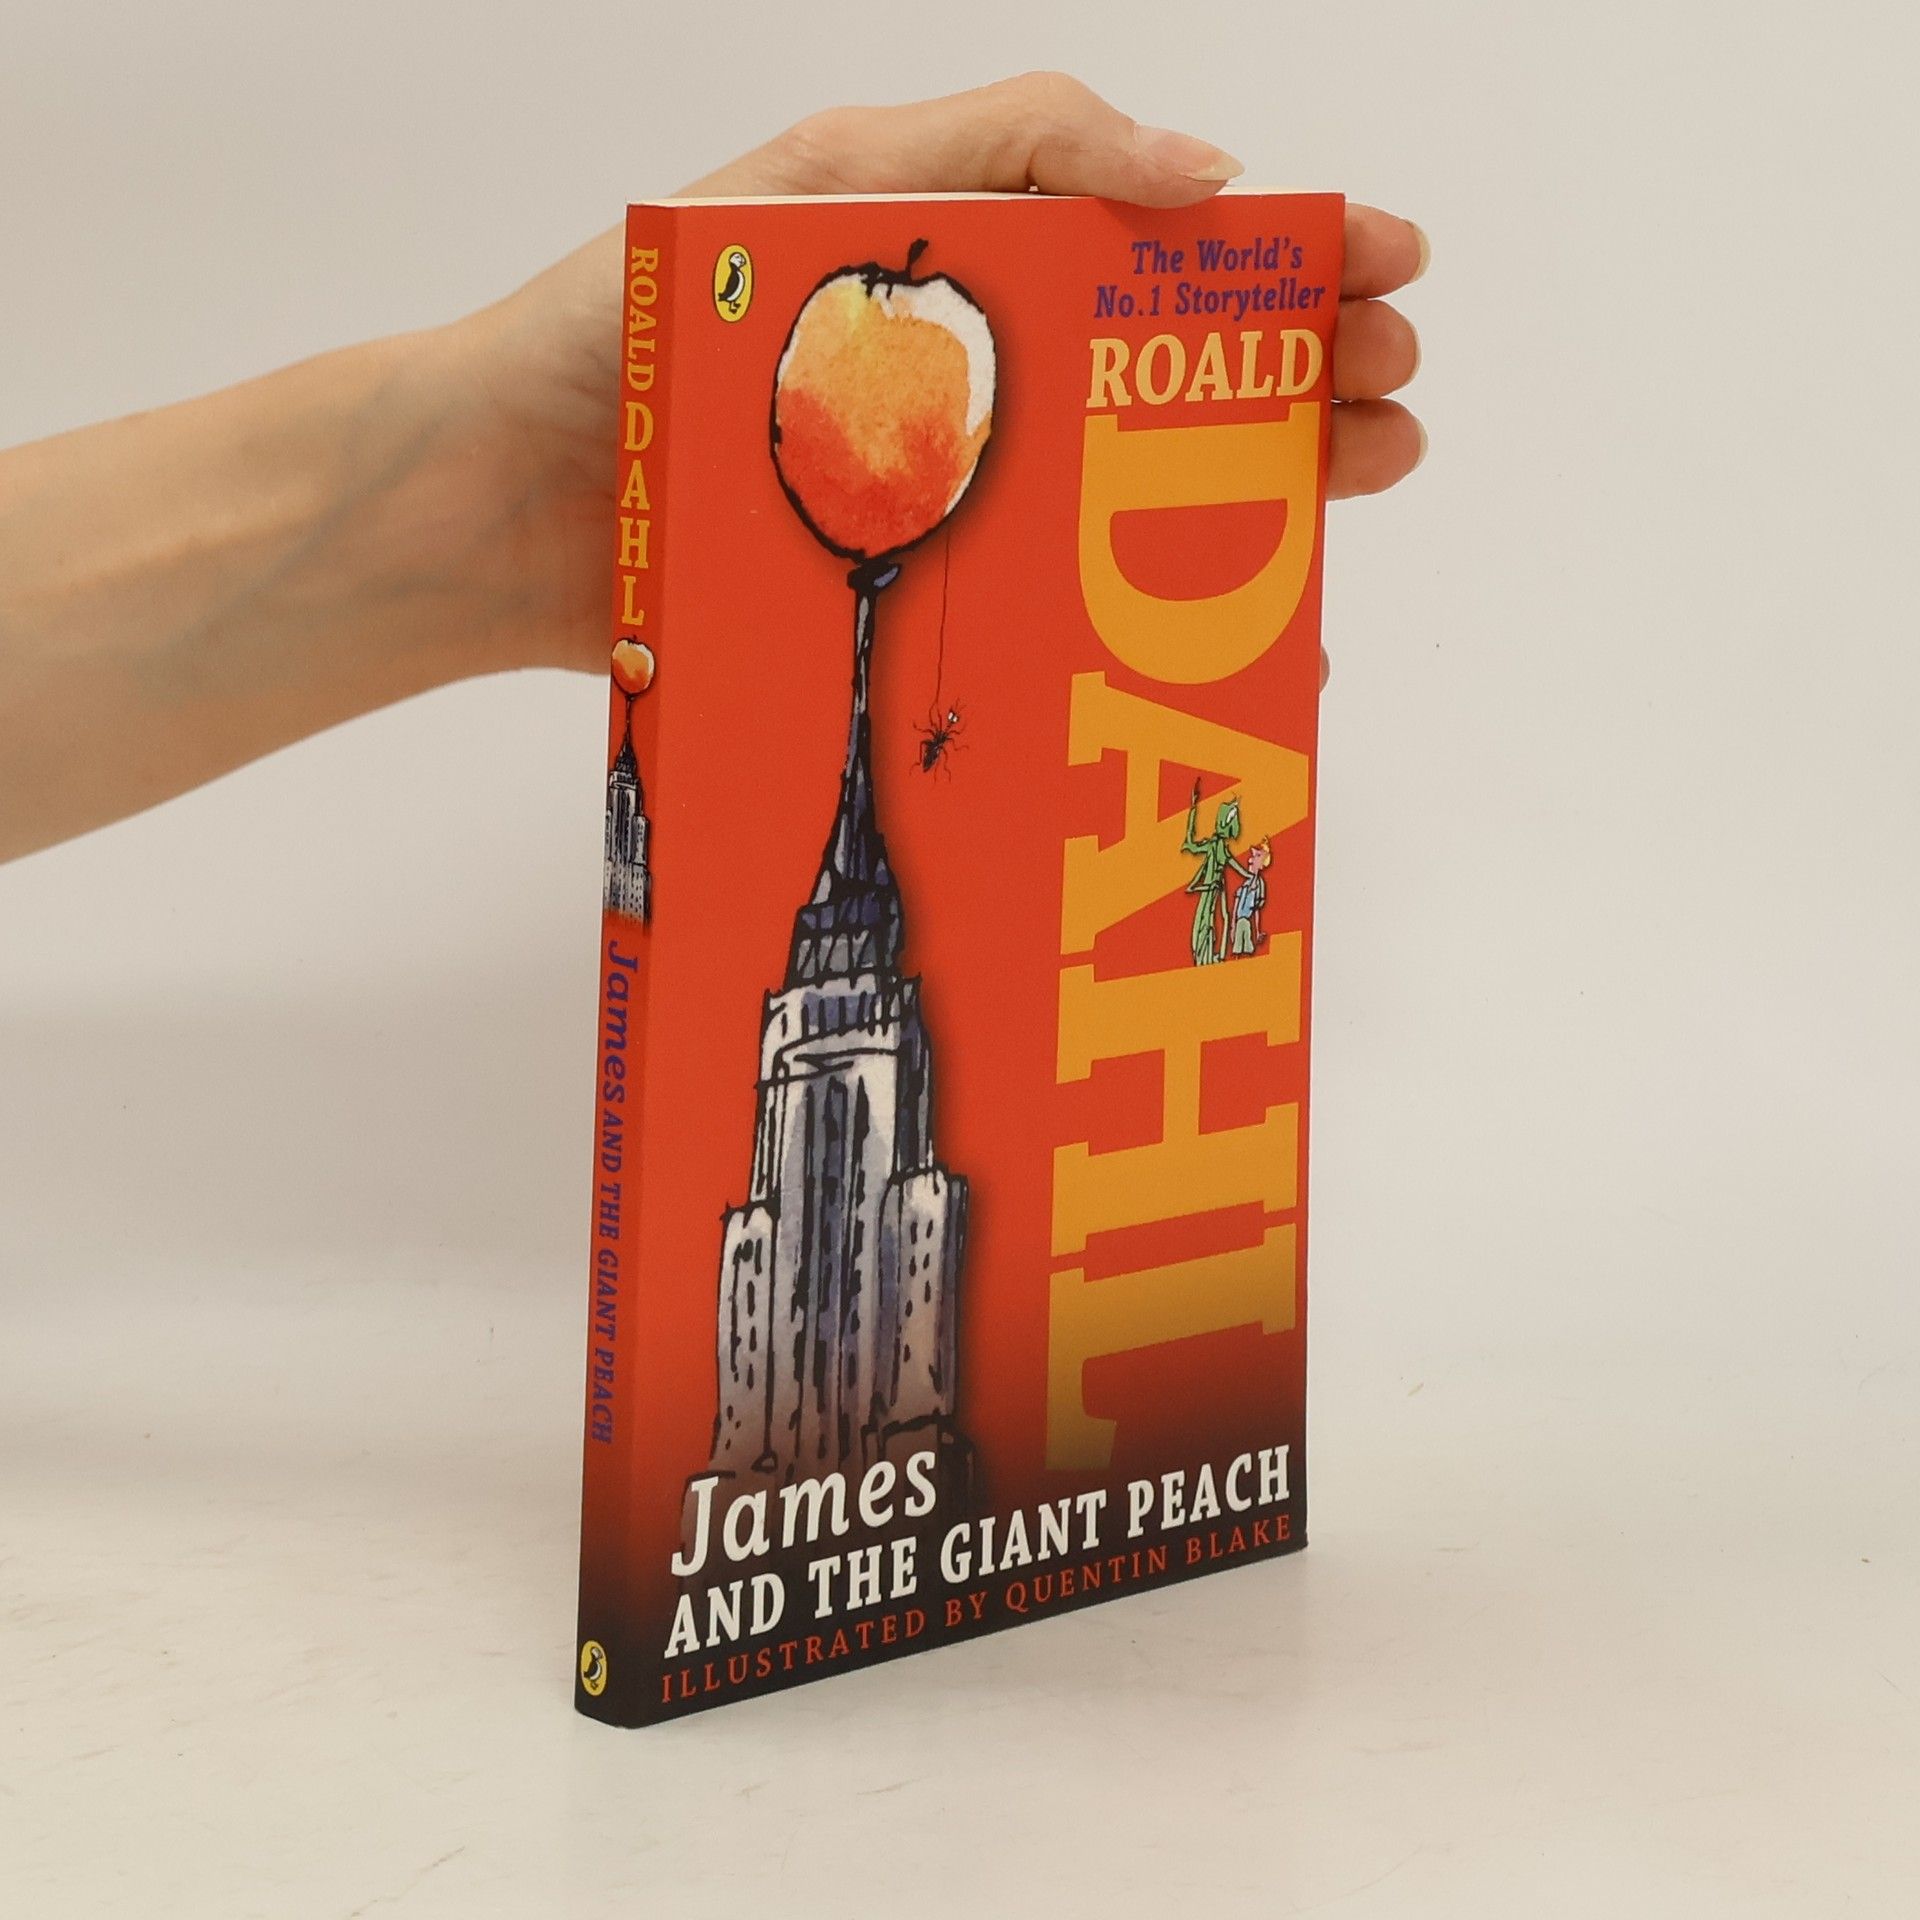 ROALD DAHL
James AND THE GIANT PEACH
The World's
No.1 Storyteller
ROALD
DAHL
James
AND THE GIANT PEACH
ILLUSTRATED BY QUENTIN BLAKE